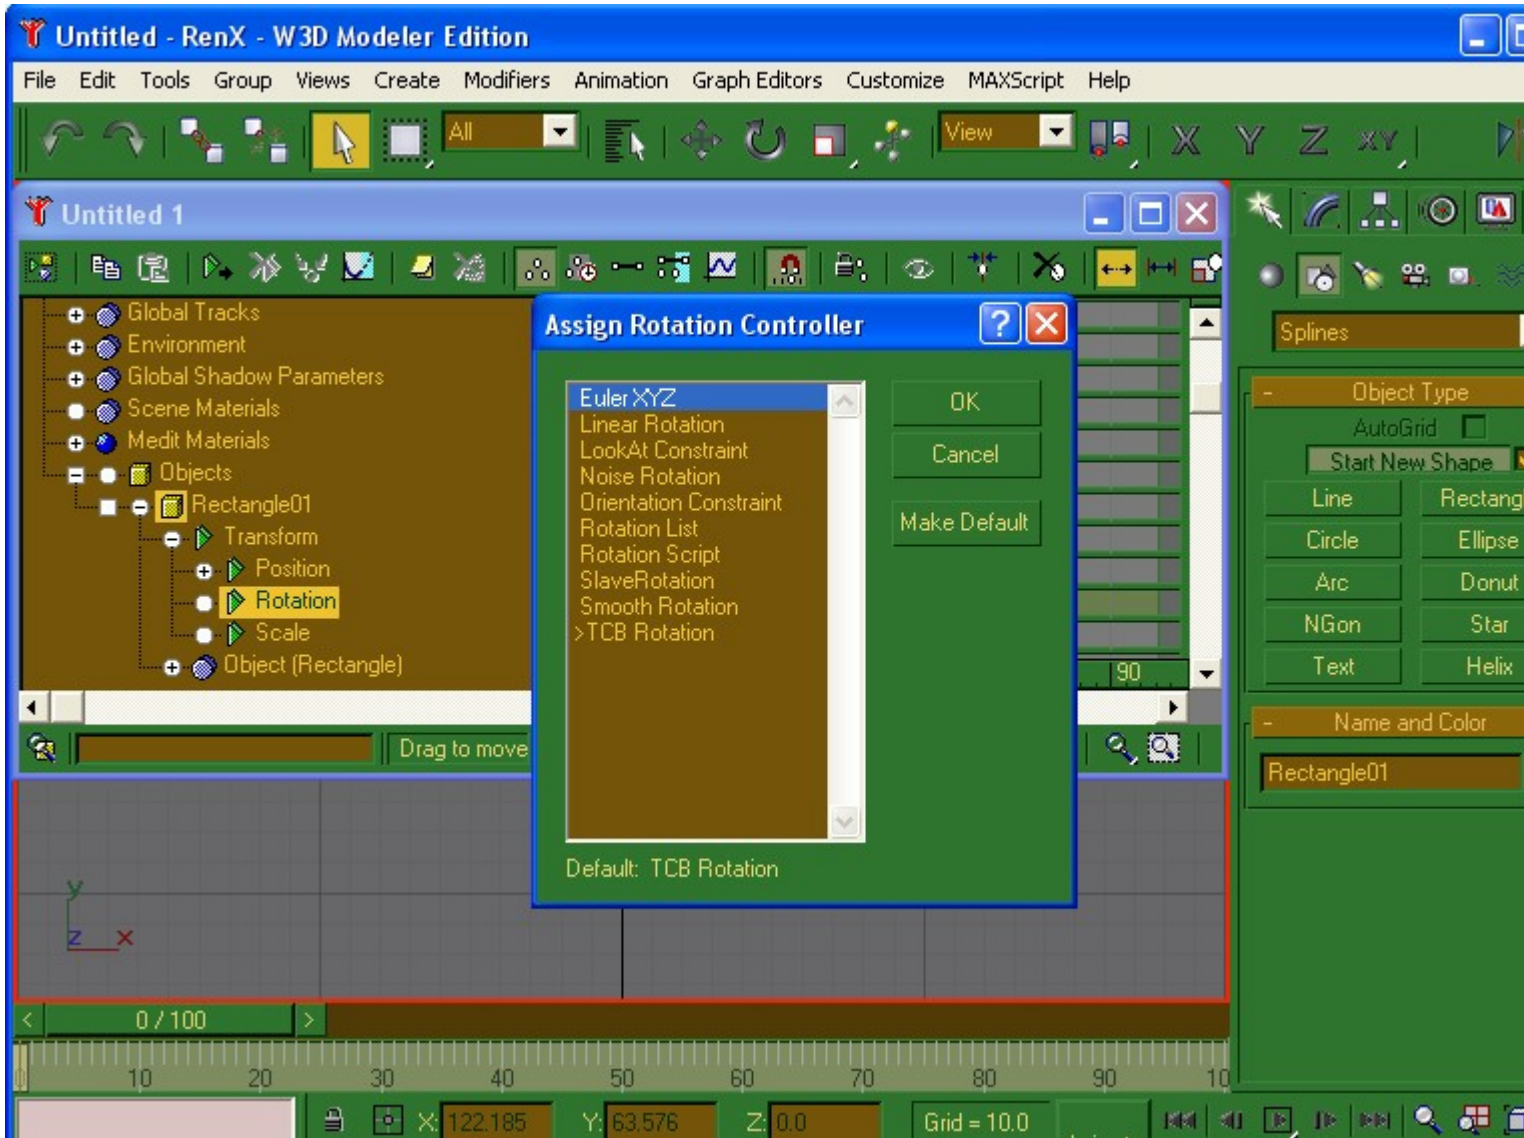 Untitled - RenX - W3D Modeler Edition
File Edit Tools Group Views Create Modifiers Animation Graph Editors Customize MAXScript Help
All
View
X Y Z XY
Untitled 1
Global Tracks
Environment
Global Shadow Parameters
Scene Materials
Medit Materials
Objects
Rectangle01
Transform
Position
Rotation
Scale
Object (Rectangle)
90
Drag to move
Assign Rotation Controller
Euler XYZ
Linear Rotation
LookAt Constraint
Noise Rotation
Orientation Constraint
Rotation List
Rotation Script
SlaveRotation
Smooth Rotation
>TCB Rotation
OK
Cancel
Make Default
Default: TCB Rotation
Splines
- Object Type
AutoGrid
Start New Shape
Line Rectang
Circle Ellipse
Arc Donut
NGon Star
Text Helix
- Name and Color
Rectangle01
y
z x
< 0 / 100 >
0 10 20 30 40 50 60 70 80 90 10
X: 122.185 Y: 63.576 Z: 0.0 Grid = 10.0